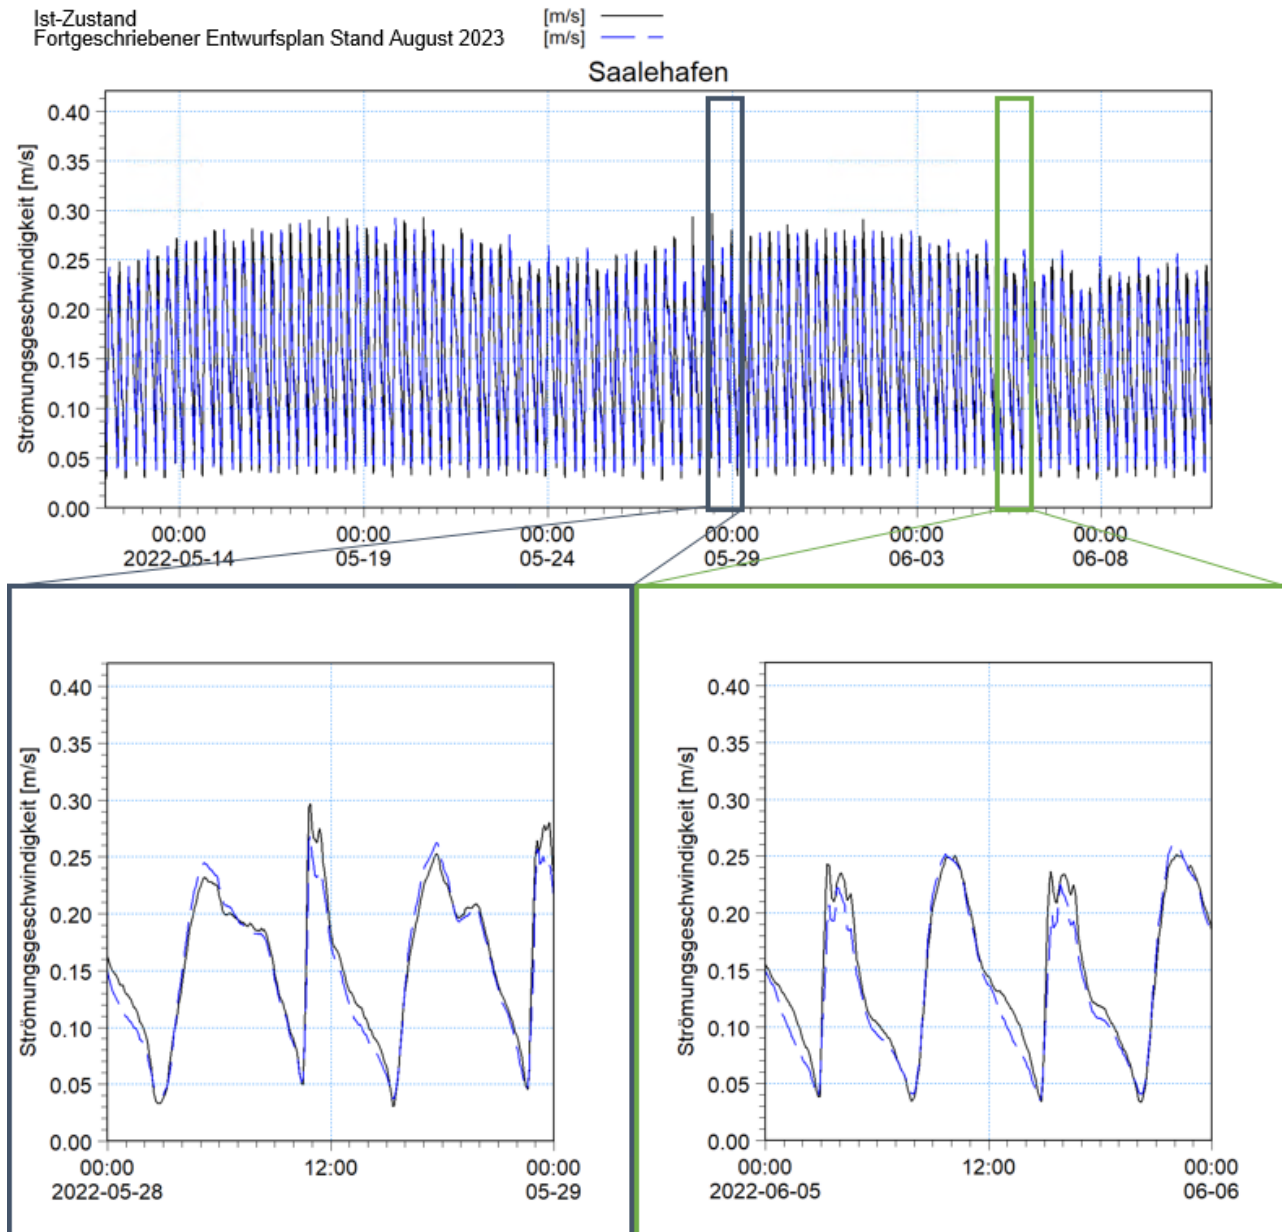 Ist-Zustand [m/s]
Fortgeschriebener Entwurfsplan Stand August 2023 [m/s]
Saalehafen
Strömungsgeschwindigkeit [m/s]
0.40
0.35
0.30
0.25
0.20
0.15
0.10
0.05
0.00
00:00 00:00 00:00 00:00 00:00 00:00
2022-05-14 05-19 05-24 05-29 06-03 06-08
Strömungsgeschwindigkeit [m/s]
0.40
0.35
0.30
0.25
0.20
0.15
0.10
0.05
0.00
00:00 12:00 00:00
2022-05-28 05-29
Strömungsgeschwindigkeit [m/s]
0.40
0.35
0.30
0.25
0.20
0.15
0.10
0.05
0.00
00:00 12:00 00:00
2022-06-05 06-06